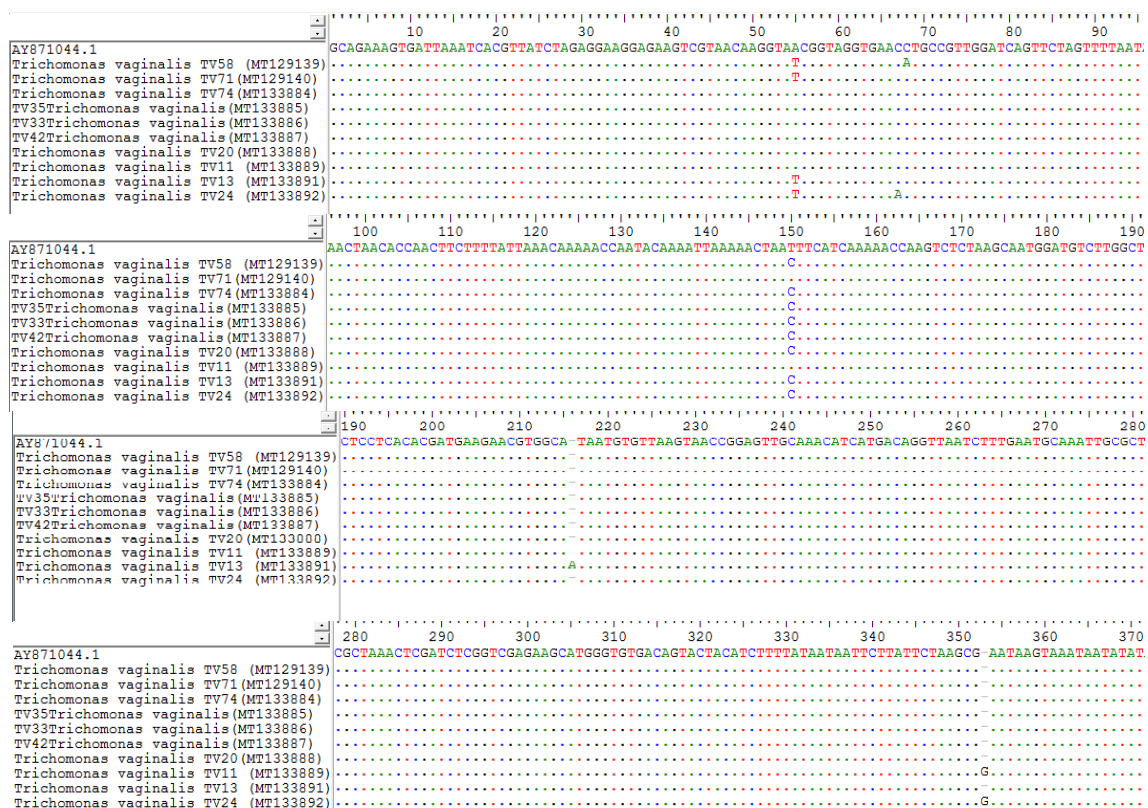 10 20 30 40 50 60 70 80 90
AY871044.1 GCAGAAAGTGATTAAATCACGTTATCTAGAGGAAGGAGAAGTCGTAACAAGGTAACGGTAGGTGAACCTGCCGTTGGATCAGTTCTAGTTTTAATA
Trichomonas vaginalis TV58 (MT129139) T A
Trichomonas vaginalis TV71 (MT129140) T
Trichomonas vaginalis TV74 (MT133884)
TV35Trichomonas vaginalis(MT133885)
TV33Trichomonas vaginalis(MT133886)
TV42Trichomonas vaginalis(MT133887)
Trichomonas vaginalis TV20(MT133888)
Trichomonas vaginalis TV11 (MT133889)
Trichomonas vaginalis TV13 (MT133891) T
Trichomonas vaginalis TV24 (MT133892) T A
100 110 120 130 140 150 160 170 180 190
AY871044.1 AACTAACACCAACTTCTTTTATTAAACAAAAACCAATACAAAATTAAAAACTAATTTCATCAAAAACCAAGTCTCTAAGCAATGGATGTCTTGGCT
Trichomonas vaginalis TV58 (MT129139) C
Trichomonas vaginalis TV71 (MT129140)
Trichomonas vaginalis TV74 (MT133884) C
TV35Trichomonas vaginalis(MT133885) C
TV33Trichomonas vaginalis(MT133886) C
TV42Trichomonas vaginalis(MT133887) C
Trichomonas vaginalis TV20(MT133888) C
Trichomonas vaginalis TV11 (MT133889)
Trichomonas vaginalis TV13 (MT133891) C
Trichomonas vaginalis TV24 (MT133892) C
190 200 210 220 230 240 250 260 270 280
AY871044.1 CTCCTCACACGATGAAGAACGTGGCA-TAATGTGTTAAGTAACCGGAGTTGCAAACATCATGACAGGTTAATCTTTGAATGCAAATTGCGCT
Trichomonas vaginalis TV58 (MT129139)
Trichomonas vaginalis TV71 (MT129140)
Trichomonas vaginalis TV74 (MT133884)
TV35Trichomonas vaginalis(MT133885)
TV33Trichomonas vaginalis(MT133886)
TV42Trichomonas vaginalis(MT133887)
Trichomonas vaginalis TV20(MT133000)
Trichomonas vaginalis TV11 (MT133889)
Trichomonas vaginalis TV13 (MT133891) A
Trichomonas vaginalis TV24 (MT133892)
280 290 300 310 320 330 340 350 360 370
AY871044.1 CGCTAAACTCGATCTCGGTCGAGAAGCATGGGTGTGACAGTACTACATCTTTTATAATAATTCTTATTCTAAGCG-AATAAGTAAATAATATAT
Trichomonas vaginalis TV58 (MT129139)
Trichomonas vaginalis TV71 (MT129140)
Trichomonas vaginalis TV74 (MT133884)
TV35Trichomonas vaginalis(MT133885)
TV33Trichomonas vaginalis(MT133886)
TV42Trichomonas vaginalis(MT133887)
Trichomonas vaginalis TV20(MT133888)
Trichomonas vaginalis TV11 (MT133889) G
Trichomonas vaginalis TV13 (MT133891)
Trichomonas vaginalis TV24 (MT133892) G